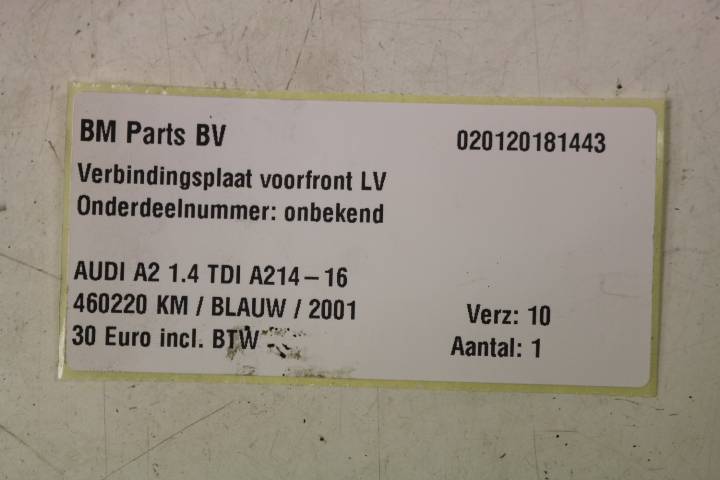 BM Parts BV 020120181443
Verbindingsplaat voorfront LV
Onderdeelnummer: onbekend
AUDI A2 1.4 TDI A214-16
460220 KM / BLAUW / 2001 Verz: 10
30 Euro incl. BTW Aantal: 1